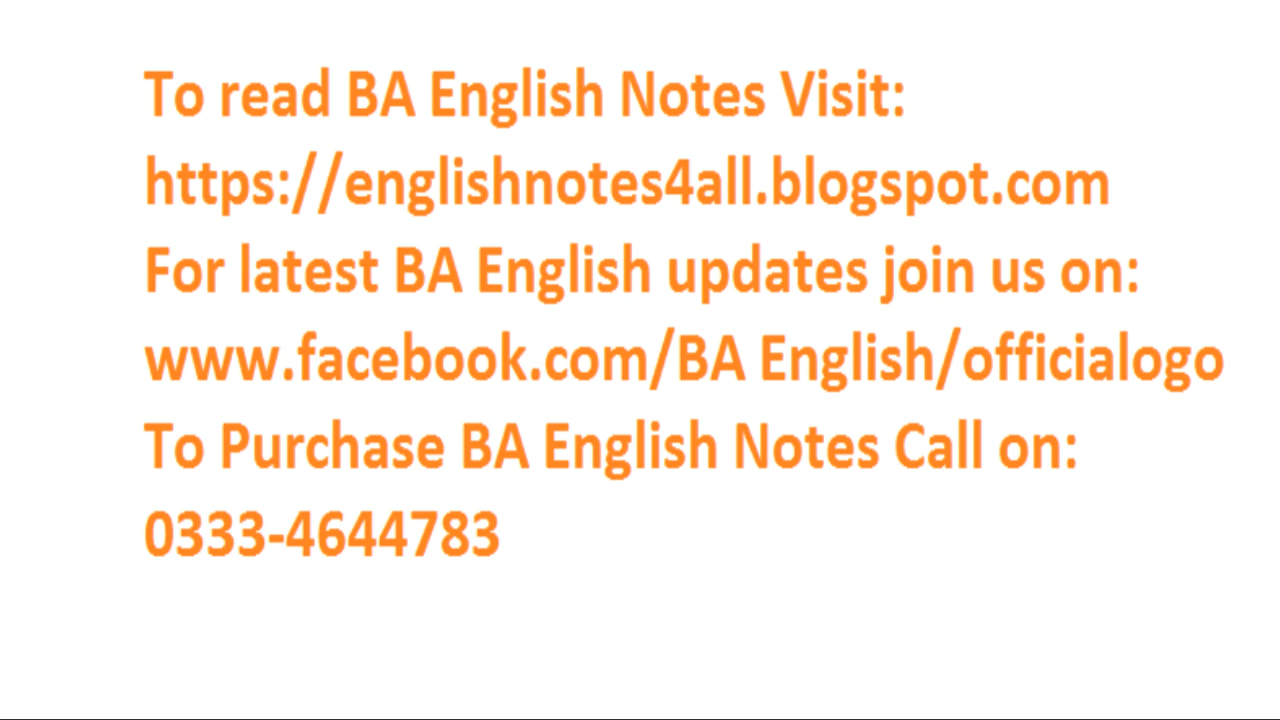 To read BA English Notes Visit:
https://englishnotes4all.blogspot.com
For latest BA English updates join us on:
www.facebook.com/BA English/officialogo
To Purchase BA English Notes Call on:
0333-4644783